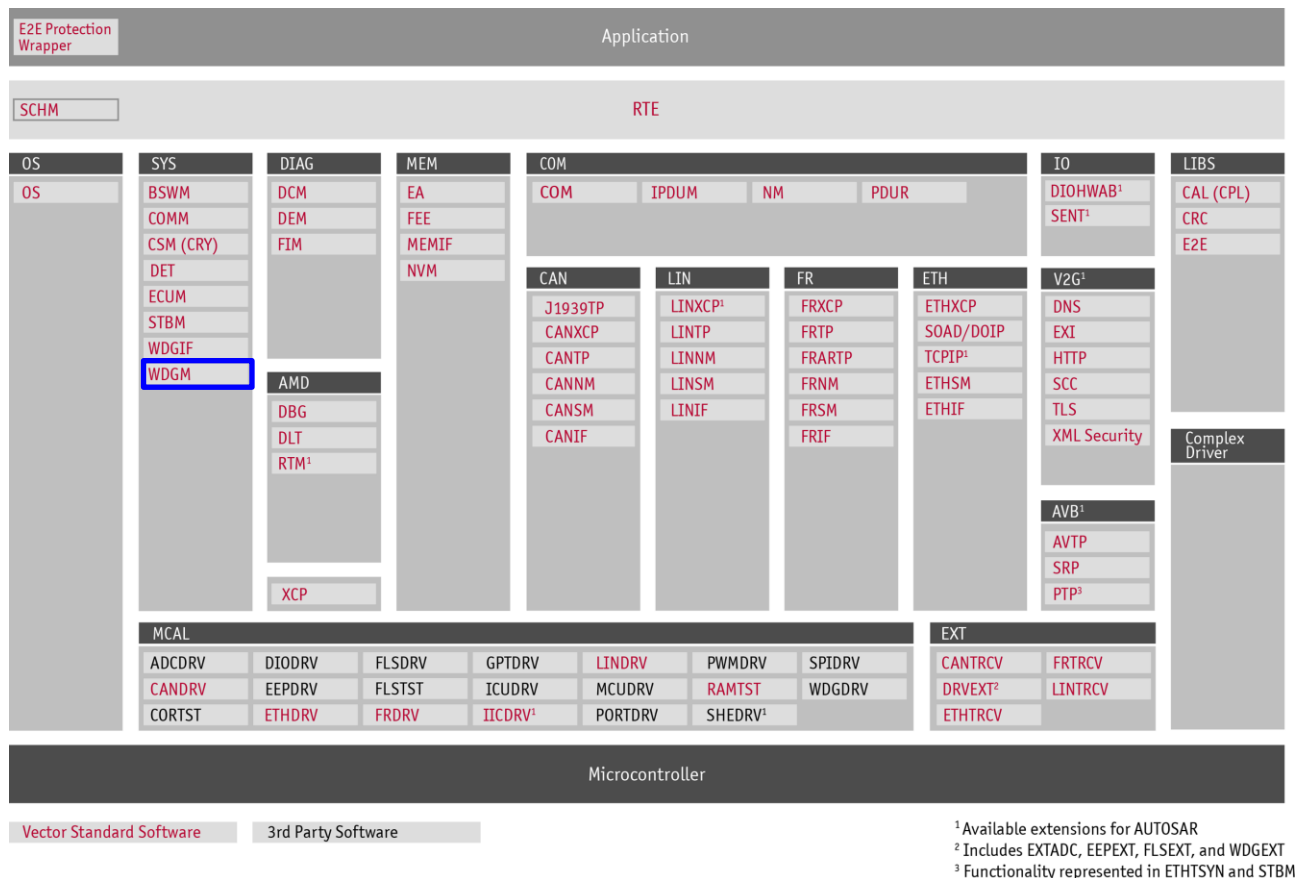 E2E Protection
Wrapper
Application
SCHM
RTE
OS
OS
SYS
BSWM
COMM
CSM (CRY)
DET
ECUM
STBM
WDGIF
WDGM
DIAG
DCM
DEM
FIM
AMD
DBG
DLT
RTM¹
XCP
MEM
EA
FEE
MEMIF
NVM
COM
COM
IPDUM
NM
PDUR
CAN
J1939TP
CANXCP
CANTP
CANNM
CANSM
CANIF
LIN
LINXCP¹
LINTP
LINNM
LINSM
LINIF
FR
FRXCP
FRTP
FRARTP
FRNM
FRSM
FRIF
ETH
ETHXCP
SOAD/DOIP
TCPIP¹
ETHSM
ETHIF
IO
DIOHWAB¹
SENT¹
V2G¹
DNS
EXI
HTTP
SCC
TLS
XML Security
AVB¹
AVTP
SRP
PTP³
LIBS
CAL (CPL)
CRC
E2E
Complex
Driver
MCAL
ADCDRV DIODRV FLSDRV GPTDRV LINDRV PWMDRV SPIDRV
CANDRV EEPDRV FLSTST ICUDRV MCUDRV RAMTST WDGDRV
CORTST ETHDRV FRDRV IICDRV¹ PORTDRV SHEDRV¹
EXT
CANTRCV FRTRCV
DRVEXT² LINTRCV
ETHTRCV
Microcontroller
Vector Standard Software
3rd Party Software
¹ Available extensions for AUTOSAR
² Includes EXTADC, EEPEXT, FLSEXT, and WDGEXT
³ Functionality represented in ETHTSYN and STBM